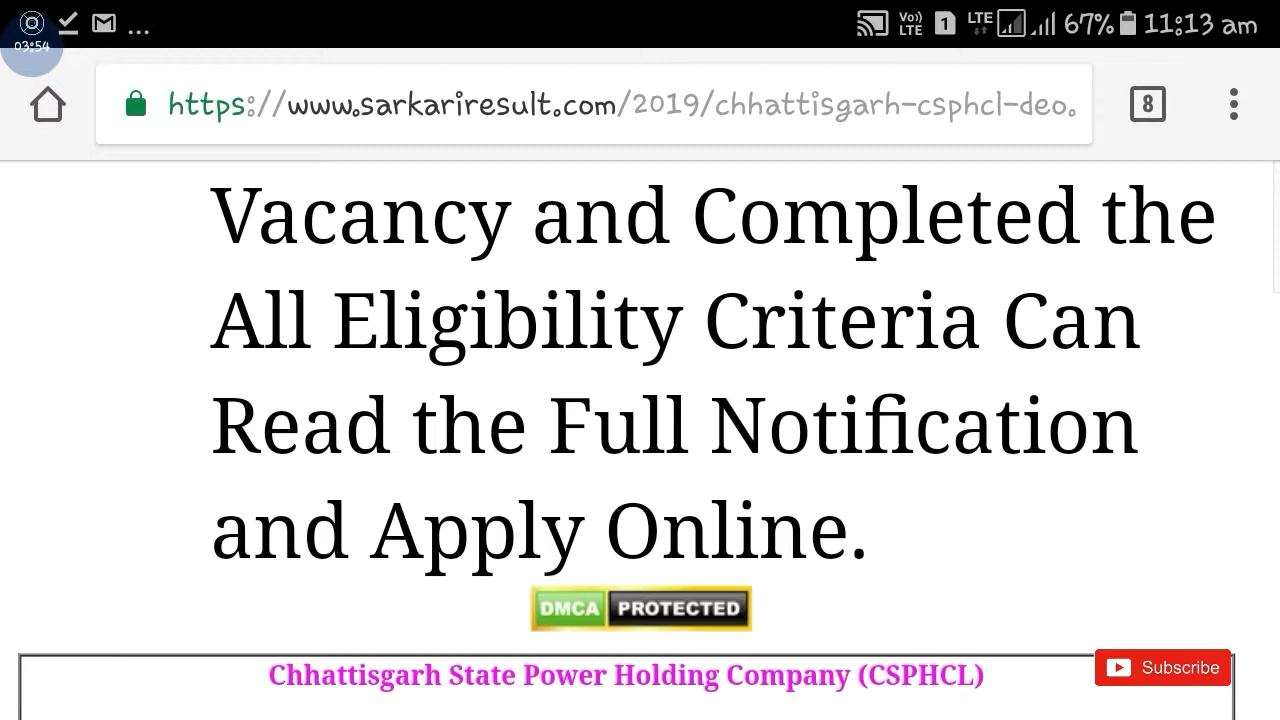 03:54
...
Vo)
LTE
1
LTE
67%
11:13 am
https://www.sarkariresult.com/2019/chhattisgarh-csphcl-deo.
8
Vacancy and Completed the
All Eligibility Criteria Can
Read the Full Notification
and Apply Online.
DMCA PROTECTED
Chhattisgarh State Power Holding Company (CSPHCL)
Subscribe